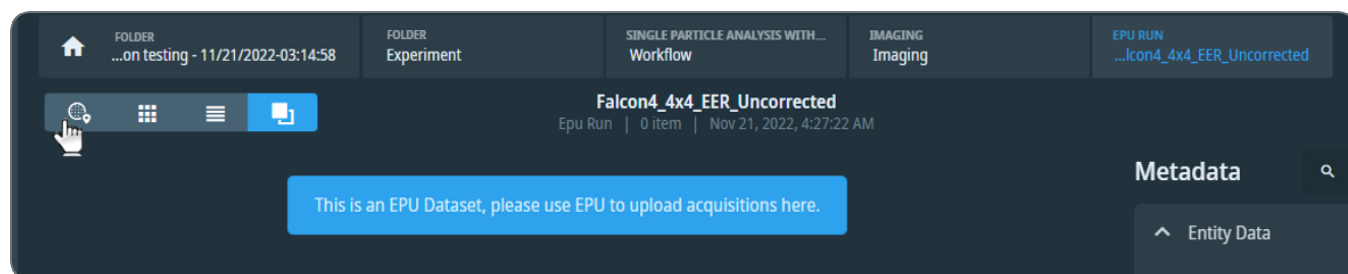 FOLDER
...on testing - 11/21/2022-03:14:58
FOLDER
Experiment
SINGLE PARTICLE ANALYSIS WITH...
Workflow
IMAGING
Imaging
EPU RUN
...lcon4_4x4_EER_Uncorrected
Falcon4_4x4_EER_Uncorrected
Epu Run | 0 item | Nov 21, 2022, 4:27:22 AM
This is an EPU Dataset, please use EPU to upload acquisitions here.
Metadata
Entity Data